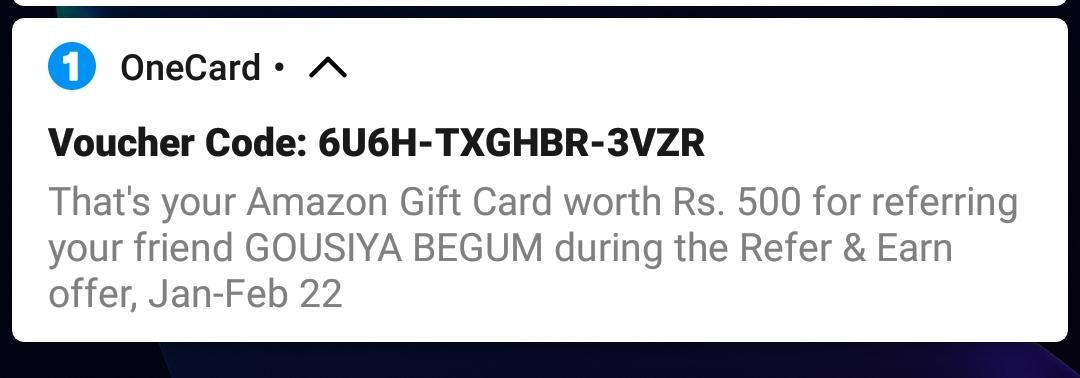 1 OneCard •
Voucher Code: 6U6H-TXGHBR-3VZR
That's your Amazon Gift Card worth Rs. 500 for referring
your friend GOUSIYA BEGUM during the Refer & Earn
offer, Jan-Feb 22